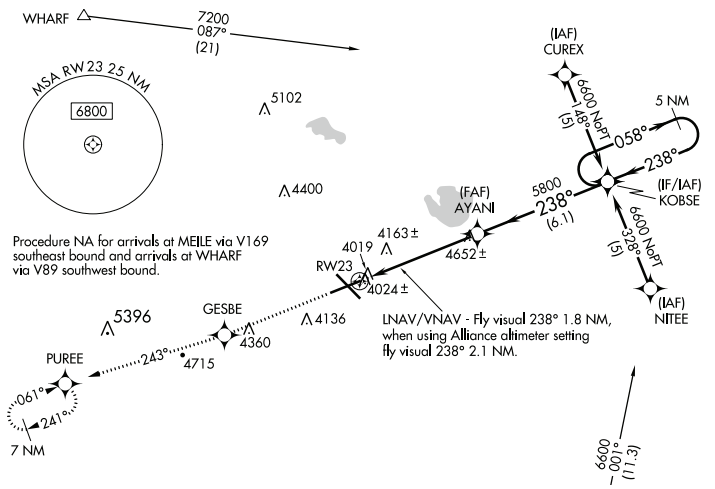 WHARF
7200
087°
(21)
MSA RW 23 25 NM
6800
5102
4400
(IAF)
CUREX
6600 NoPT
148°
(5)
5 NM
058°
238°
(IF/IAF)
KOBSE
5800
238°
(6.1)
(FAF)
AYANI
4652±
6600 NoPT
328°
(5)
(IAF)
NITEE
Procedure NA for arrivals at MEILE via V169
southeast bound and arrivals at WHARF
via V89 southwest bound.
4163±
4019
RW23
4024±
LNAV/VNAV - Fly visual 238° 1.8 NM,
when using Alliance altimeter setting
fly visual 238° 2.1 NM.
GESBE
4136
4360
5396
243°
4715
PUREE
061°
241°
7 NM
6600
001°
(11.3)